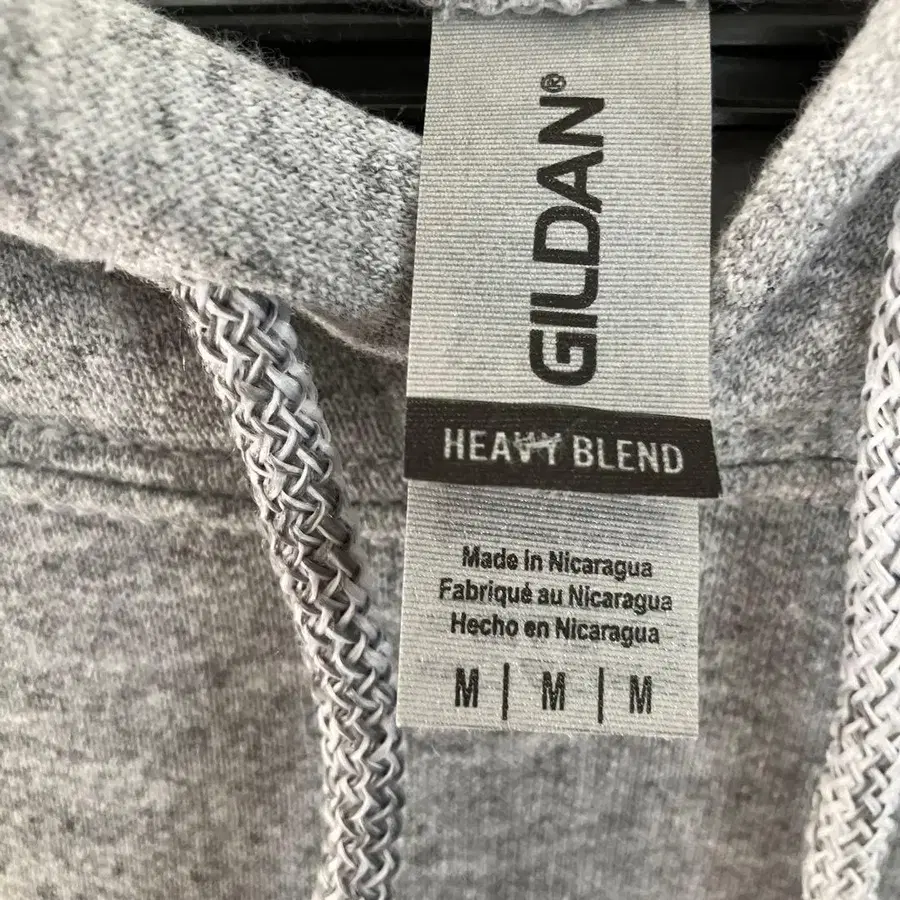 GILDAN®
HEAVY BLEND
Made in Nicaragua
Fabriqué au Nicaragua
Hecho en Nicaragua
M | M | M